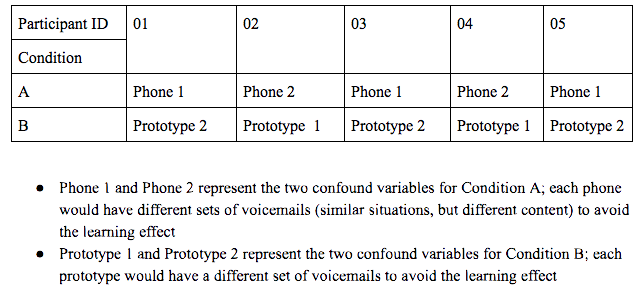 Participant ID 01 02 03 04 05
Condition
A Phone 1 Phone 2 Phone 1 Phone 2 Phone 1
B Prototype 2 Prototype 1 Prototype 2 Prototype 1 Prototype 2
● Phone 1 and Phone 2 represent the two confound variables for Condition A; each phone
would have different sets of voicemails (similar situations, but different content) to avoid
the learning effect
● Prototype 1 and Prototype 2 represent the two confound variables for Condition B; each
prototype would have a different set of voicemails to avoid the learning effect